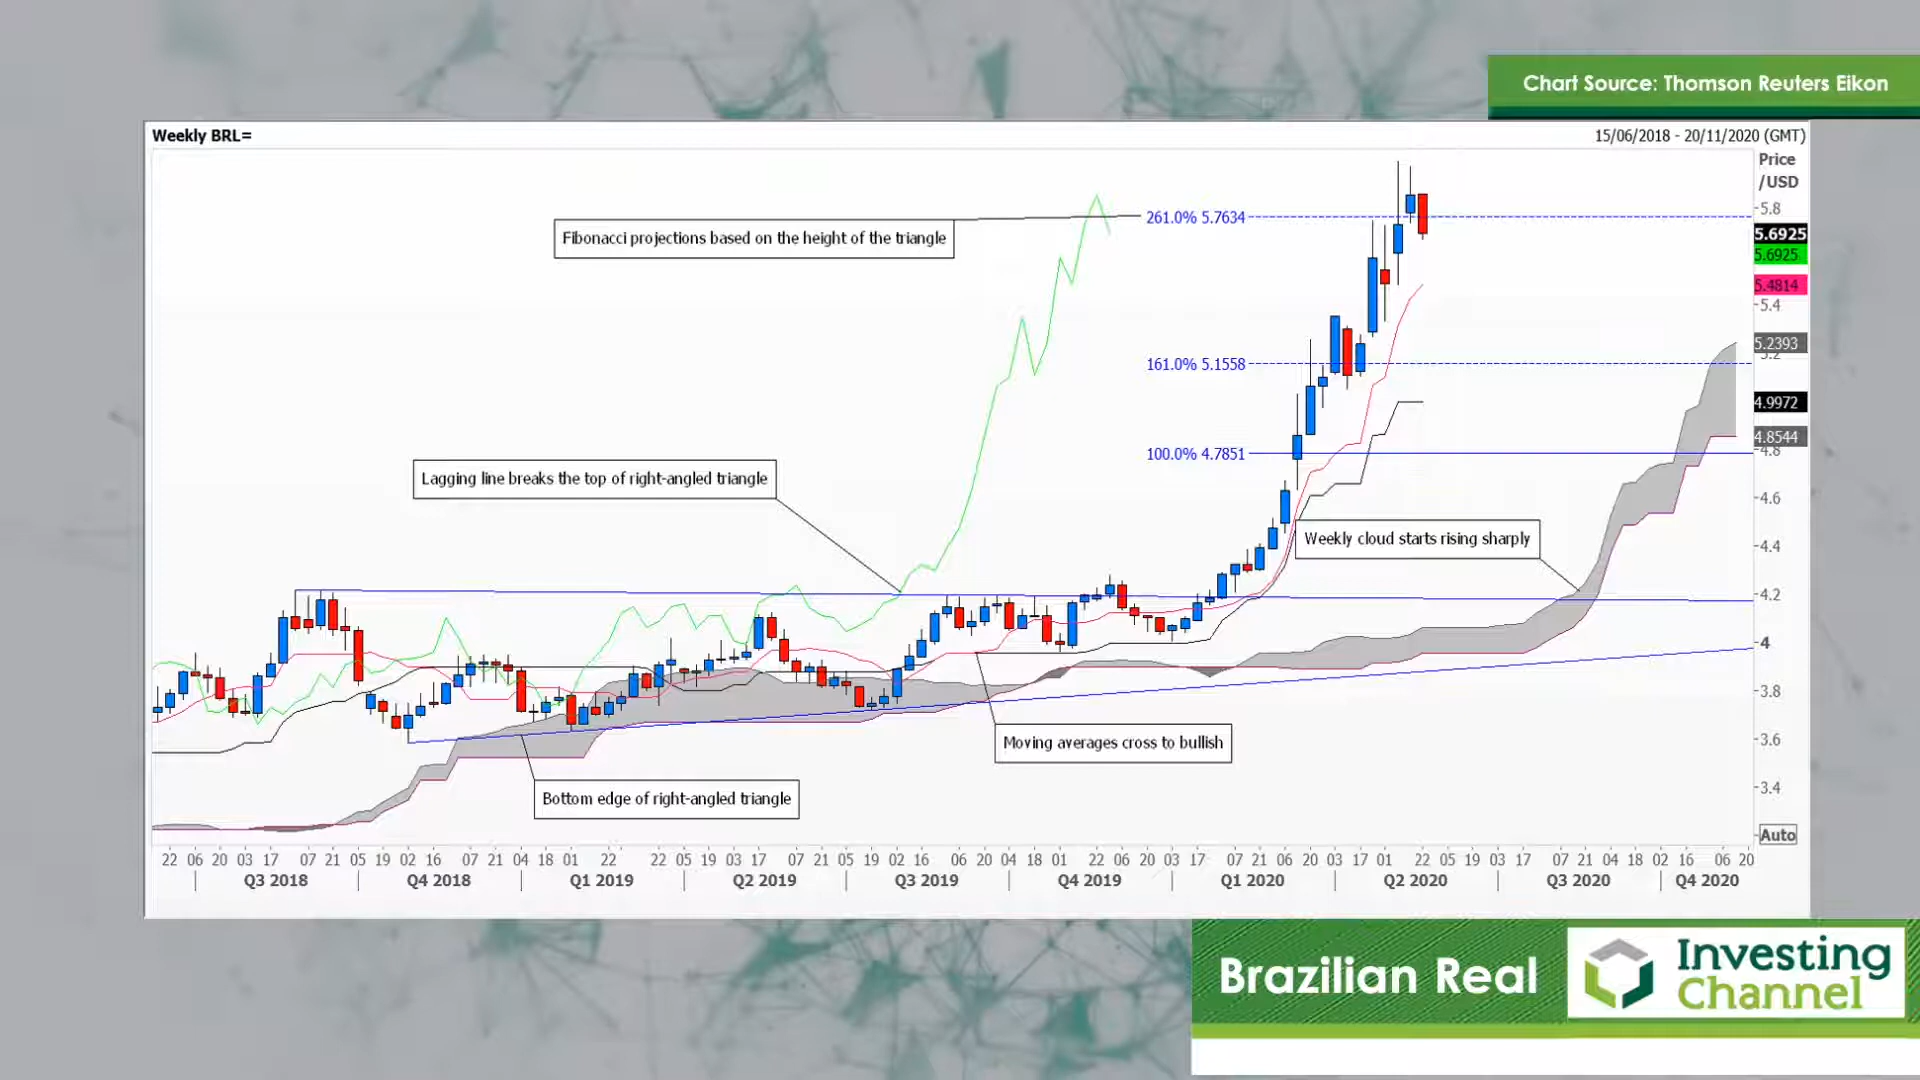 Chart Source: Thomson Reuters Eikon
Weekly BRL=
15/06/2018 - 20/11/2020 (GMT)
Price
/USD
5.8
261.0% 5.7634
5.6925
Fibonacci projections based on the height of the triangle
5.6925
5.4814
5.4
5.2393
5.2
161.0% 5.1558
4.9972
4.8544
100.0% 4.7851
4.8
Lagging line breaks the top of right-angled triangle
4.6
Weekly cloud starts rising sharply
4.4
4.2
4
3.8
Moving averages cross to bullish
3.6
Bottom edge of right-angled triangle
3.4
Auto
22 06 20 03 17 07 21 05 19 02 16 07 21 04 18 01 22 22 05 19 03 17 07 21 05 19 02 16 06 20 04 18 01 22 06 20 03 17 07 21 06 20 03 17 01 22 05 19 03 17 07 21 04 18 02 16 06 20
Q3 2018 Q4 2018 Q1 2019 Q2 2019 Q3 2019 Q4 2019 Q1 2020 Q2 2020 Q3 2020 Q4 2020
Brazilian Real
Investing
Channel